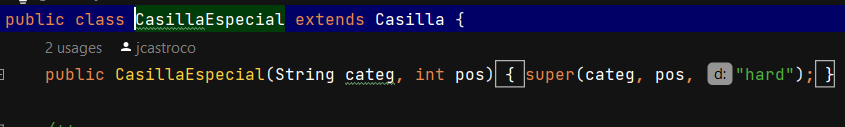 public class CasillaEspecial extends Casilla {
2 usages jcastroco
public CasillaEspecial(String categ, int pos) { super(categ, pos, d: "hard"); }